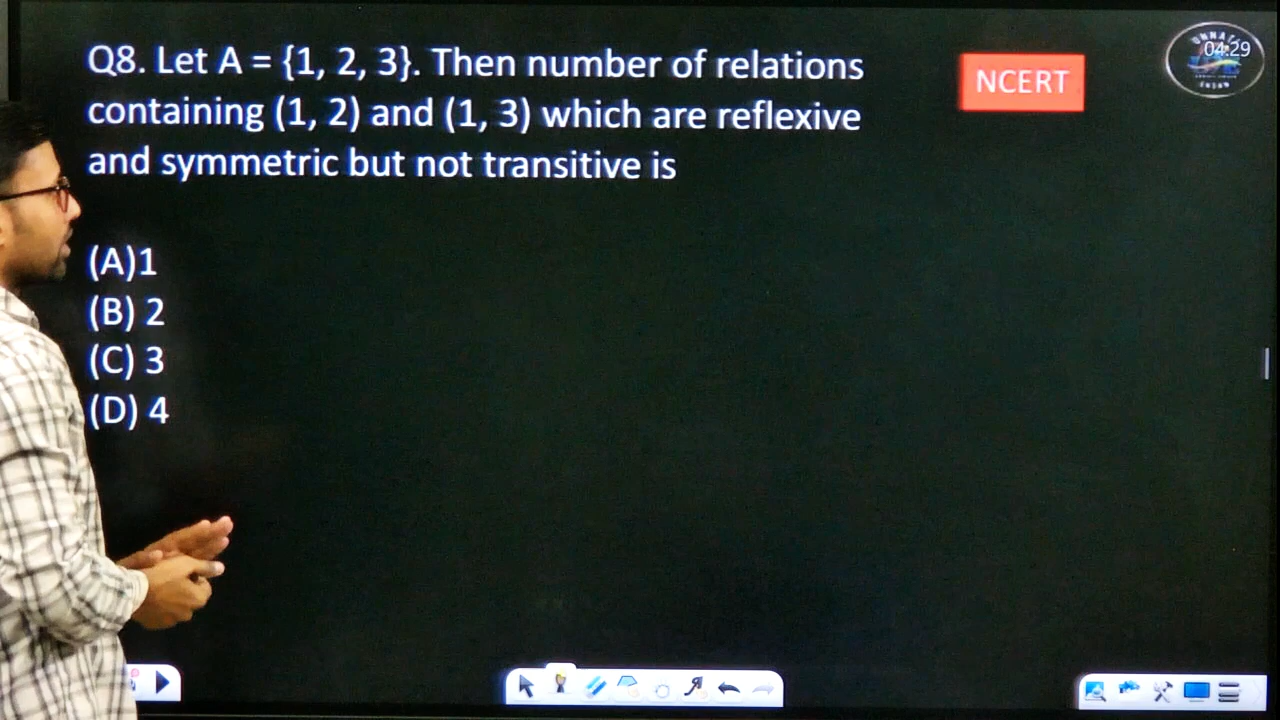 Q8. Let A = {1, 2, 3}. Then number of relations
containing (1, 2) and (1, 3) which are reflexive
and symmetric but not transitive is
NCERT
04:29
(A)1
(B) 2
(C) 3
(D) 4